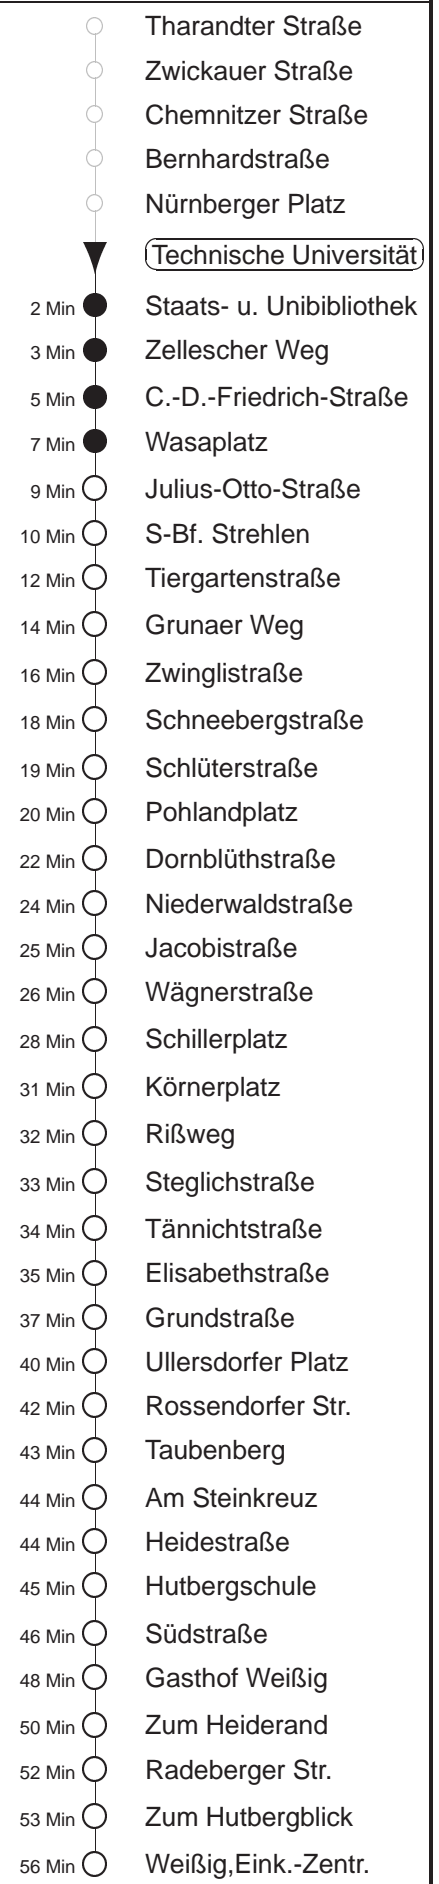 Tharandter Straße
Zwickauer Straße
Chemnitzer Straße
Bernhardstraße
Nürnberger Platz
Technische Universität
2 Min Staats- u. Unibibliothek
3 Min Zellescher Weg
5 Min C.-D.-Friedrich-Straße
7 Min Wasaplatz
9 Min Julius-Otto-Straße
10 Min S-Bf. Strehlen
12 Min Tiergartenstraße
14 Min Grunaer Weg
16 Min Zwinglistraße
18 Min Schneebergstraße
19 Min Schlüterstraße
20 Min Pohlandplatz
22 Min Dornblüthstraße
24 Min Niederwaldstraße
25 Min Jacobistraße
26 Min Wägnerstraße
28 Min Schillerplatz
31 Min Körnerplatz
32 Min Rißweg
33 Min Steglichstraße
34 Min Tännichtstraße
35 Min Elisabethstraße
37 Min Grundstraße
40 Min Ullersdorfer Platz
42 Min Rossendorfer Str.
43 Min Taubenberg
44 Min Am Steinkreuz
44 Min Heidestraße
45 Min Hutbergschule
46 Min Südstraße
48 Min Gasthof Weißig
50 Min Zum Heiderand
52 Min Radeberger Str.
53 Min Zum Hutbergblick
56 Min Weißig,Eink.-Zentr.